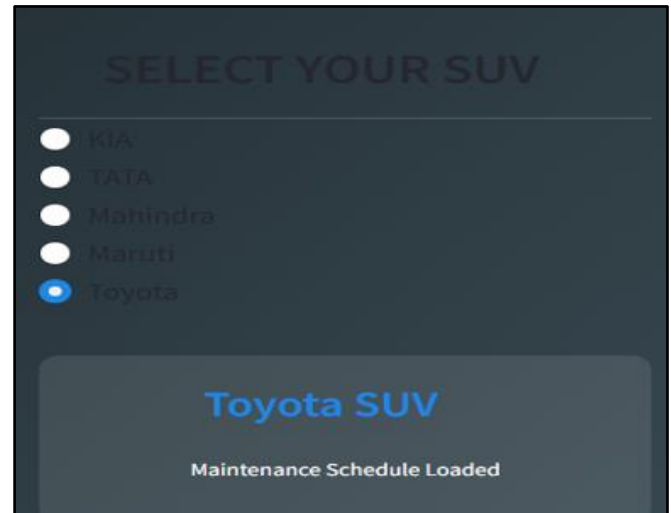 SELECT YOUR SUV
KIA
TATA
Mahindra
Maruti
Toyota
Toyota SUV
Maintenance Schedule Loaded